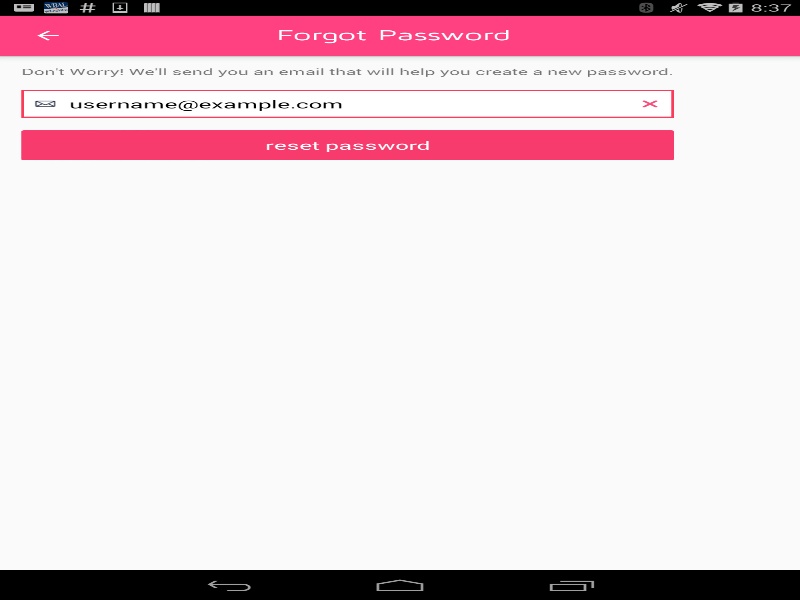 WBAL
8:37
Forgot Password
Don't Worry! We'll send you an email that will help you create a new password.
username@example.com
reset password